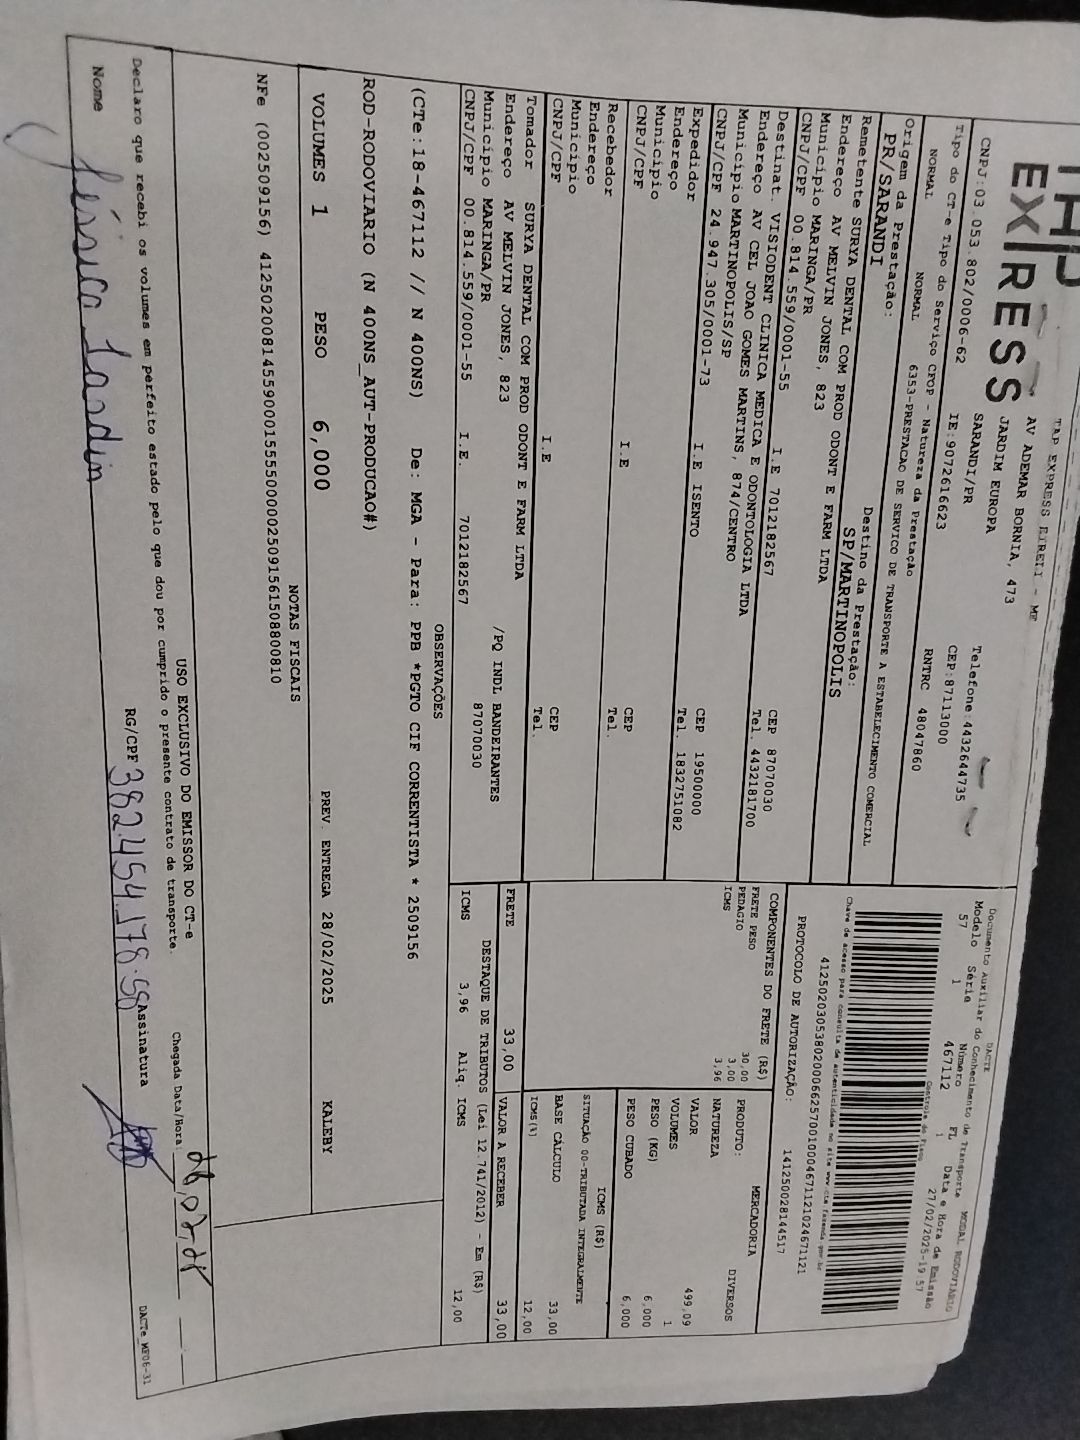 TAP EXPRESS EIRELI - ME
EX|RESS
AV ADEMAR BORNIA, 473
JARDIM EUROPA
SARANDI/PR
Telefone:4432644735
CEP:87113000
CNPJ:03.053.802/0006-62
IE:9072616623
RNTRC 48047860
Tipo do CT-e Tipo do Serviço CFOP - Natureza da Prestação
NORMAL NORMAL 6353-PRESTACAO DE SERVICO DE TRANSPORTE A ESTABELECIMENTO COMERCIAL
Origem da Prestação:
PR/SARANDI
Destino da Prestação:
SP/MARTINOPOLIS
Remetente SURYA DENTAL COM PROD ODONT E FARM LTDA
Endereço AV MELVIN JONES, 823
Município MARINGA/PR CEP 87070030
CNPJ/CPF 00.814.559/0001-55 I.E 7012182567 Tel. 4432181700
Destinat. VISIODENT CLINICA MEDICA E ODONTOLOGIA LTDA
Endereço AV CEL JOAO GOMES MARTINS, 874/CENTRO
Município MARTINOPOLIS/SP CEP 19500000
CNPJ/CPF 24.947.305/0001-73 I.E ISENTO Tel. 1832751082
Expedidor
Endereço
Município CEP
CNPJ/CPF I.E Tel.
Recebedor
Endereço
Município CEP
CNPJ/CPF I.E Tel.
Tomador SURYA DENTAL COM PROD ODONT E FARM LTDA
Endereço AV MELVIN JONES, 823 /PQ INDL BANDEIRANTES
Município MARINGA/PR 87070030
CNPJ/CPF 00.814.559/0001-55 I.E. 7012182567
DACTE
Documento Auxiliar do Conhecimento de Transporte MODAL RODOVIARIO
Modelo Série Número FL Data e Hora de Emissão
57 1 467112 1 27/02/2025-19:57
Controle do Fisco
Chave de acesso para consulta de autenticidade no site www.cte.fazenda.gov.br
41250203053802000662570010004671121024671121
PROTOCOLO DE AUTORIZAÇÃO: 141250028144517
COMPONENTES DO FRETE (R$)
FRETE PESO 30,00
PEDAGIO 3,00
ICMS 3,96
PRODUTO: MERCADORIA
NATUREZA DIVERSOS
VALOR 499,09
VOLUMES 1
PESO (KG) 6,000
PESO CUBADO 6,000
ICMS (R$)
SITUAÇÃO 00-TRIBUTADA INTEGRALMENTE
BASE CÁLCULO 33,00
ICMS(%) 12,00
FRETE 33,00 VALOR A RECEBER 33,00
DESTAQUE DE TRIBUTOS (Lei 12.741/2012) - Em (R$)
ICMS 3,96 Aliq. ICMS 12,00
OBSERVAÇÕES
(CTe:18-467112 // N 400NS) De: MGA - Para: PPB *PGTO CIF CORRENTISTA * 2509156
ROD-RODOVIARIO (N 400NS_AUT-PRODUCAO#)
VOLUMES 1 PESO 6,000 PREV. ENTREGA 28/02/2025 KALEBY
NOTAS FISCAIS
NFe (002509156) 41250200814559000155550000025091561508800810
USO EXCLUSIVO DO EMISSOR DO CT-e
Declaro que recebi os volumes em perfeito estado pelo que dou por cumprido o presente contrato de transporte.
Chegada Data/Hora: 28,02,25
Nome Jéssica Jardin RG/CPF 382.454.178.58 Assinatura
DACTe_MF06-31